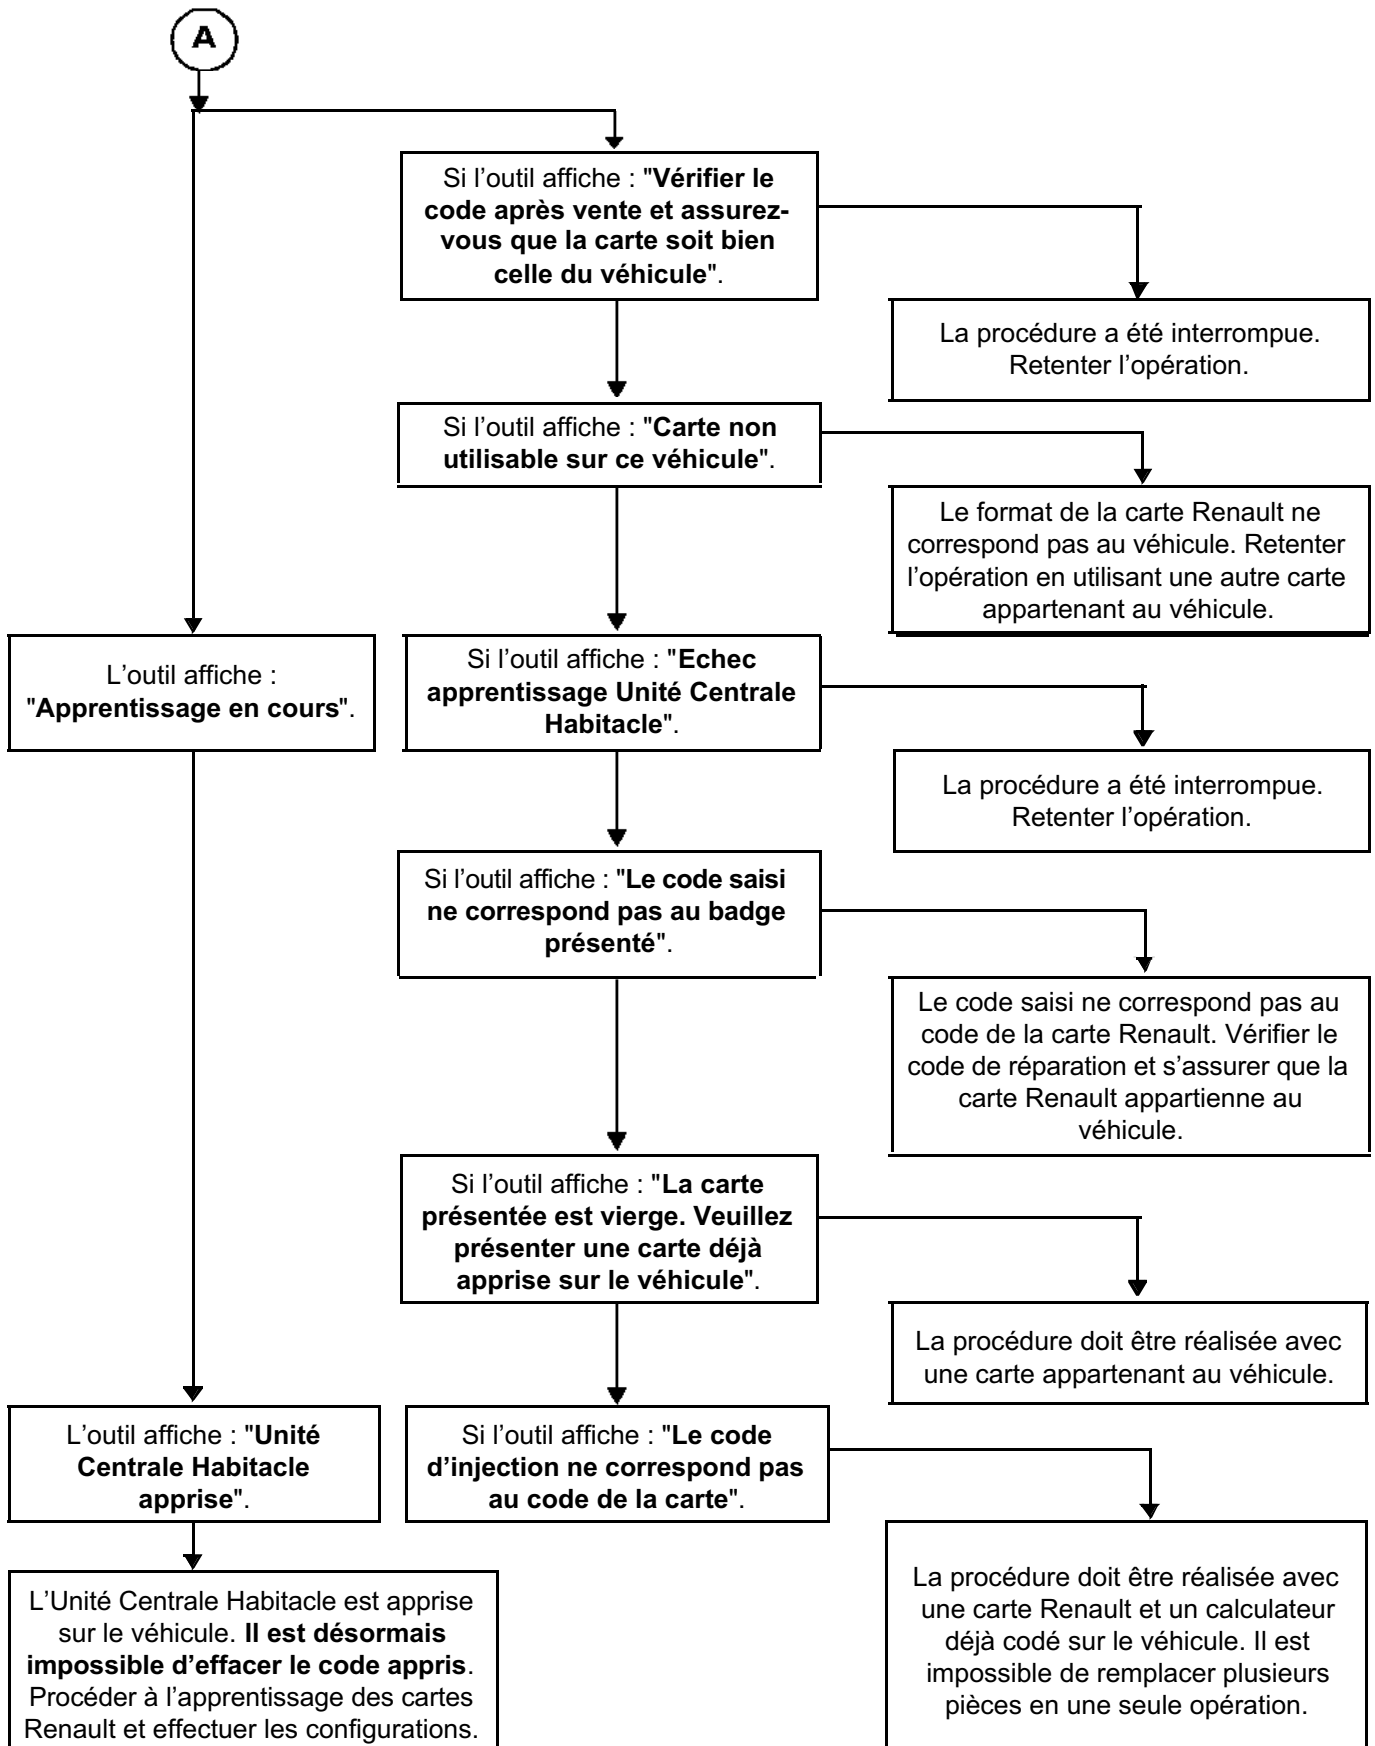 A
Si l'outil affiche : "Vérifier le
code après vente et assurez-
vous que la carte soit bien
celle du véhicule".
La procédure a été interrompue.
Retenter l'opération.
Si l'outil affiche : "Carte non
utilisable sur ce véhicule".
Le format de la carte Renault ne
correspond pas au véhicule. Retenter
l'opération en utilisant une autre carte
appartenant au véhicule.
L'outil affiche :
"Apprentissage en cours".
Si l'outil affiche : "Echec
apprentissage Unité Centrale
Habitacle".
La procédure a été interrompue.
Retenter l'opération.
Si l'outil affiche : "Le code saisi
ne correspond pas au badge
présenté".
Le code saisi ne correspond pas au
code de la carte Renault. Vérifier le
code de réparation et s'assurer que la
carte Renault appartienne au
véhicule.
Si l'outil affiche : "La carte
présentée est vierge. Veuillez
présenter une carte déjà
apprise sur le véhicule".
La procédure doit être réalisée avec
une carte appartenant au véhicule.
L'outil affiche : "Unité
Centrale Habitacle
apprise".
Si l'outil affiche : "Le code
d'injection ne correspond pas
au code de la carte".
L'Unité Centrale Habitacle est apprise
sur le véhicule. Il est désormais
impossible d'effacer le code appris.
Procéder à l'apprentissage des cartes
Renault et effectuer les configurations.
La procédure doit être réalisée avec
une carte Renault et un calculateur
déjà codé sur le véhicule. Il est
impossible de remplacer plusieurs
pièces en une seule opération.